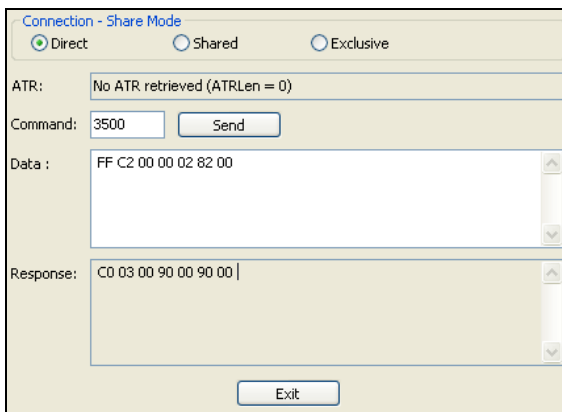 Connection - Share Mode
Direct Shared Exclusive
ATR: No ATR retrieved (ATRLen = 0)
Command: 3500 Send
Data : FF C2 00 00 02 82 00
Response: C0 03 00 90 00 90 00
Exit